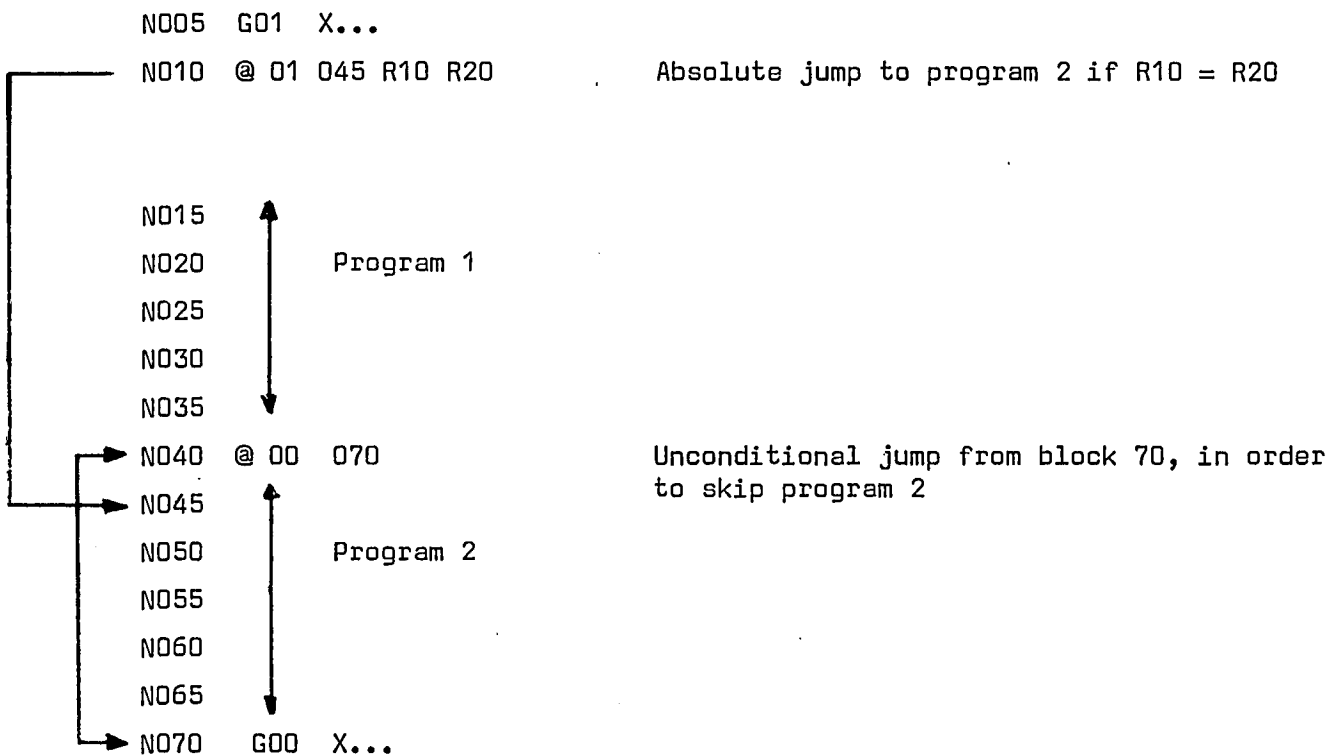 N005 G01 X...
N010 @ 01 045 R10 R20 Absolute jump to program 2 if R10 = R20
N015
N020 Program 1
N025
N030
N035
N040 @ 00 070 Unconditional jump from block 70, in order
to skip program 2
N045
N050 Program 2
N055
N060
N065
N070 G00 X...